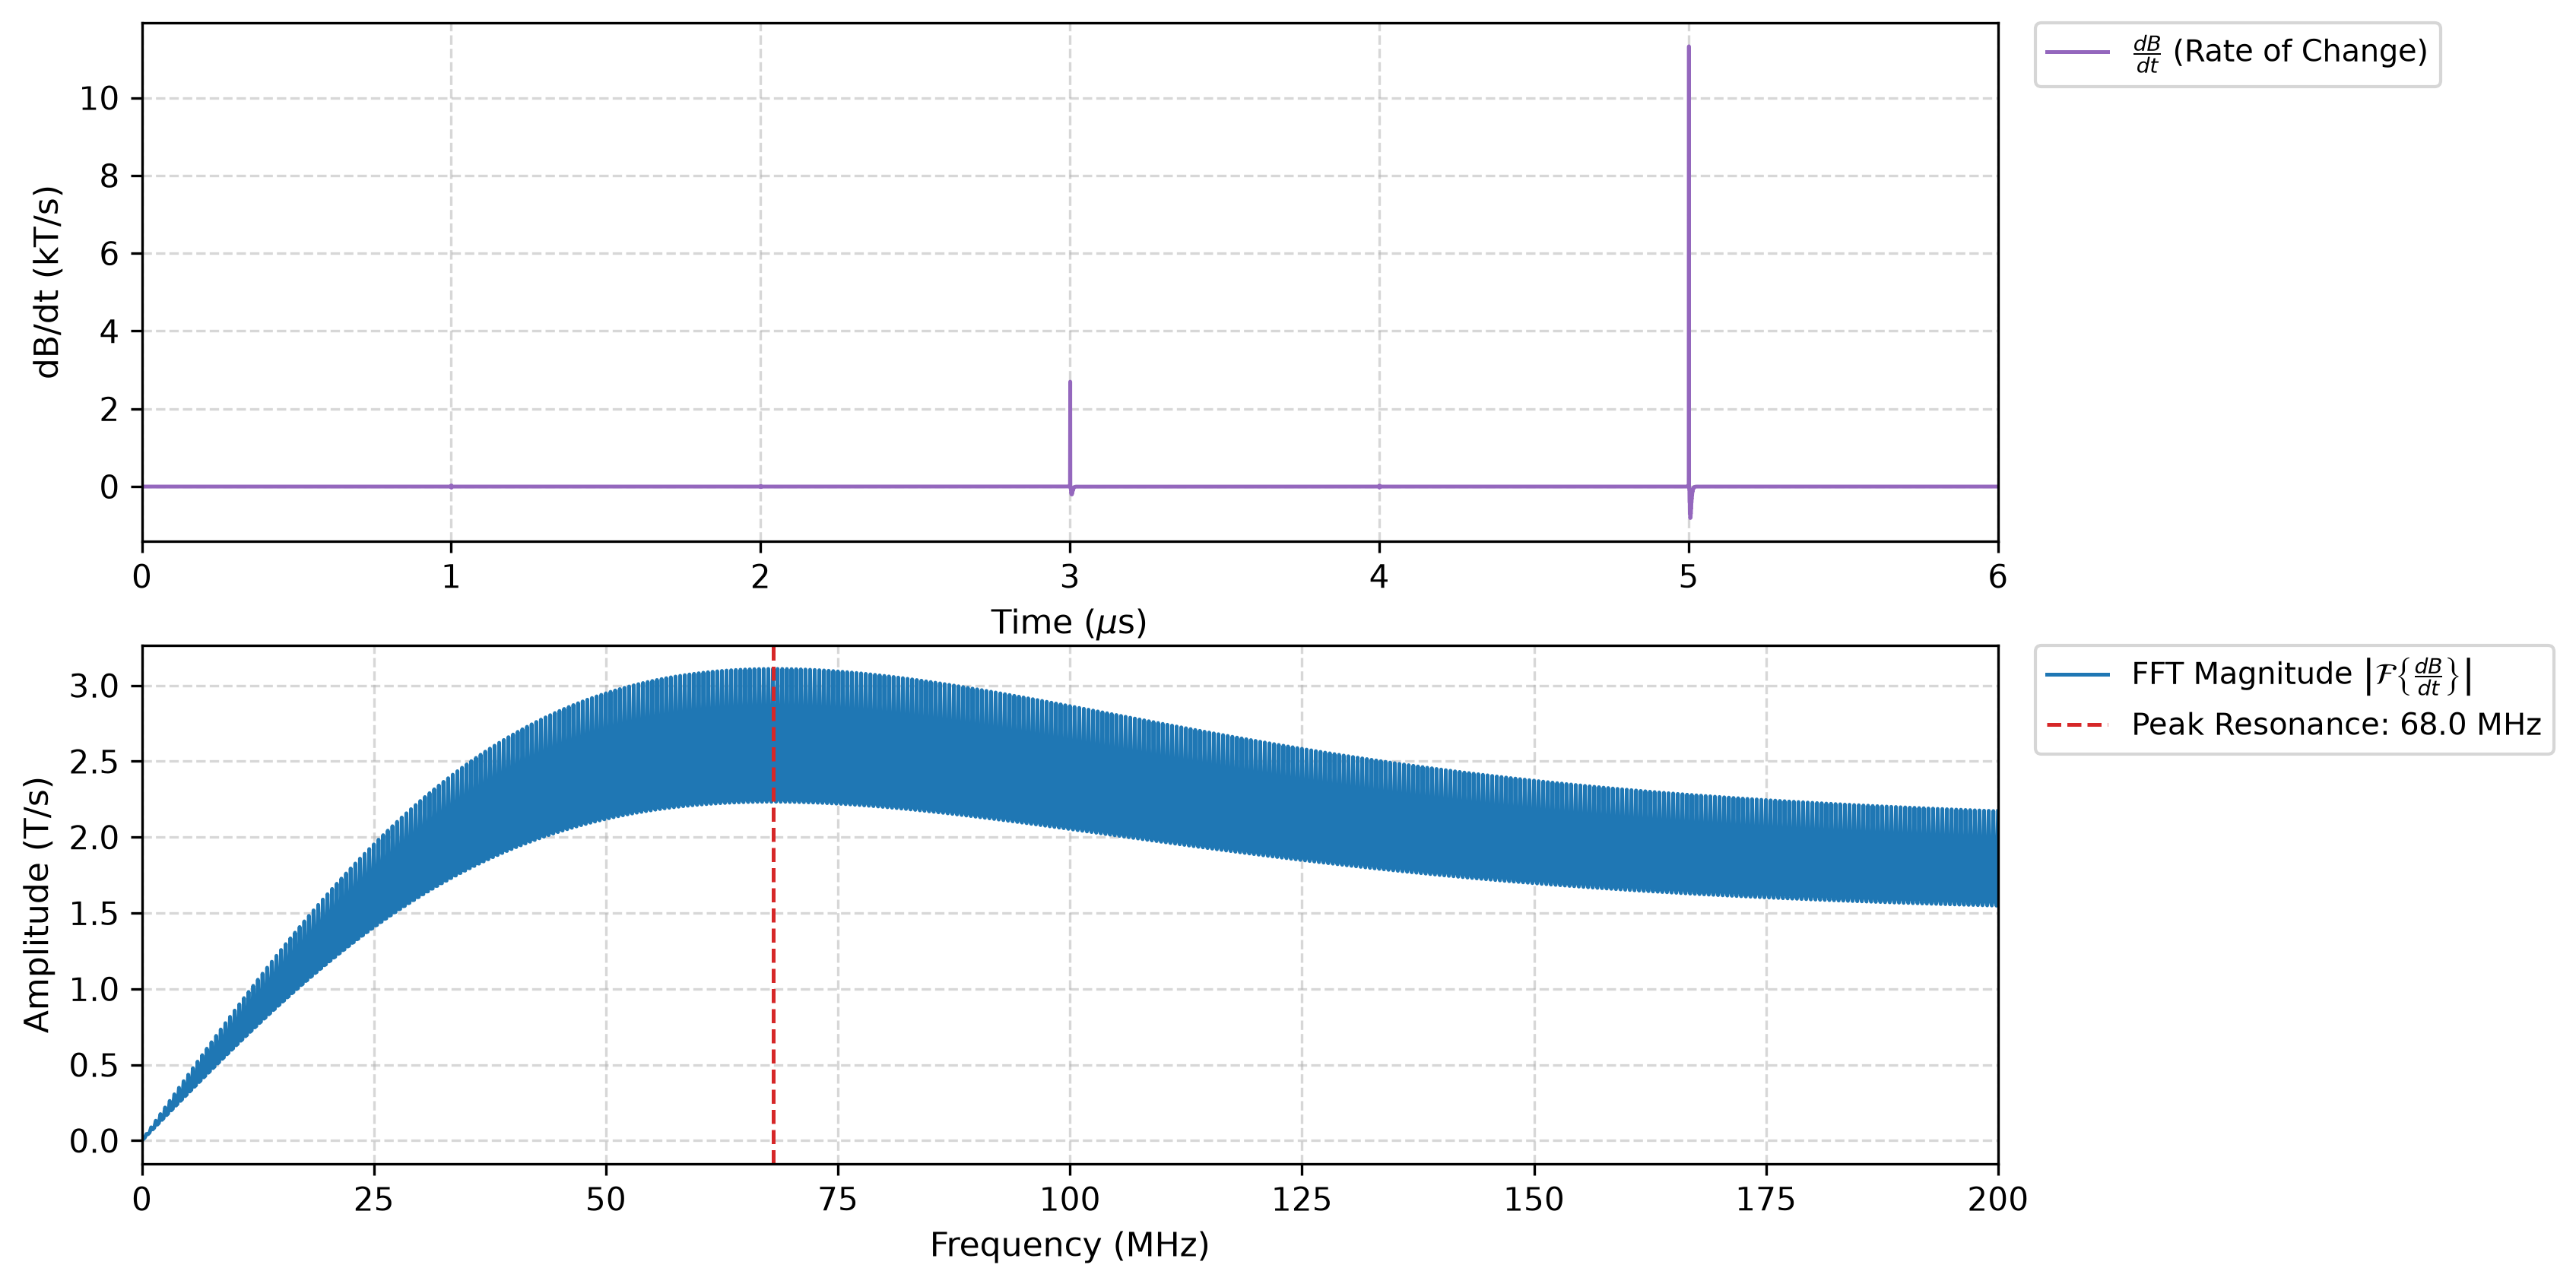 dB/dt (Rate of Change)
10
8
6
4
2
0
dB/dt (kT/s)
0 1 2 3 4 5 6
Time (μs)
FFT Magnitude |ℱ{dB/dt}|
Peak Resonance: 68.0 MHz
3.0
2.5
2.0
1.5
1.0
0.5
0.0
Amplitude (T/s)
0 25 50 75 100 125 150 175 200
Frequency (MHz)